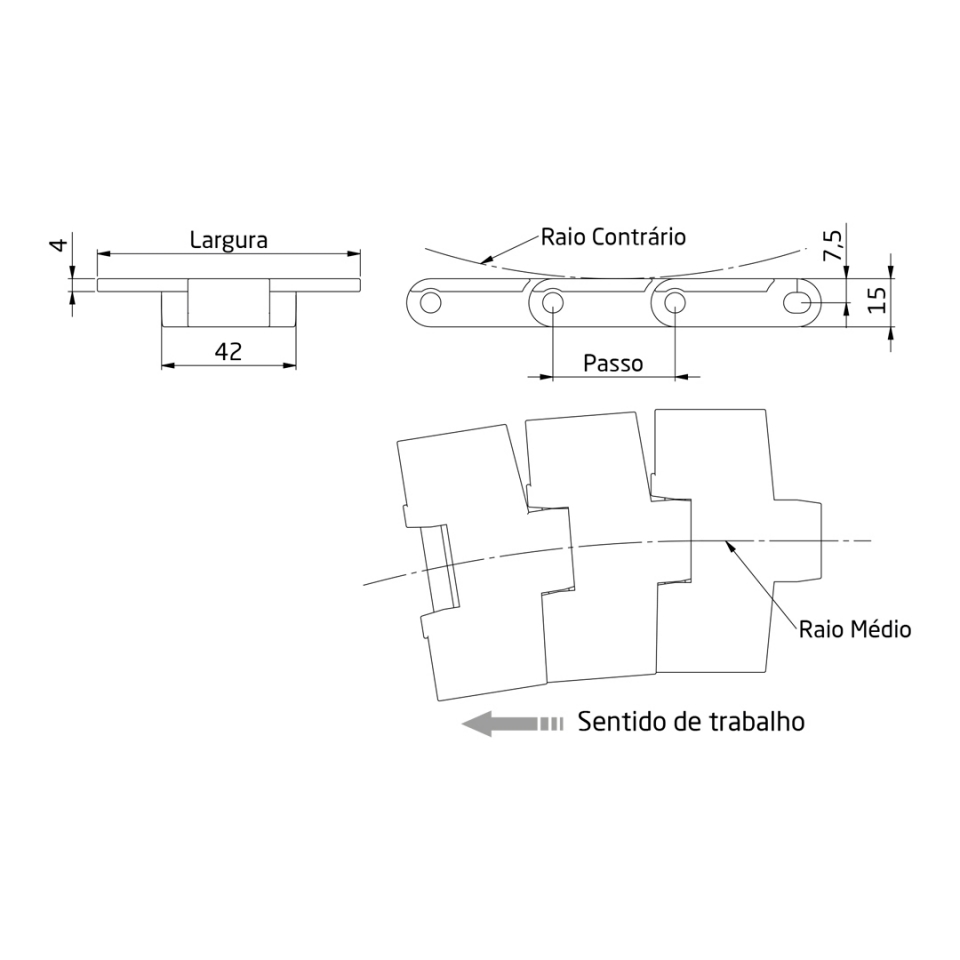 4
Largura
42
Raio Contrário
7,5
15
Passo
Raio Médio
Sentido de trabalho